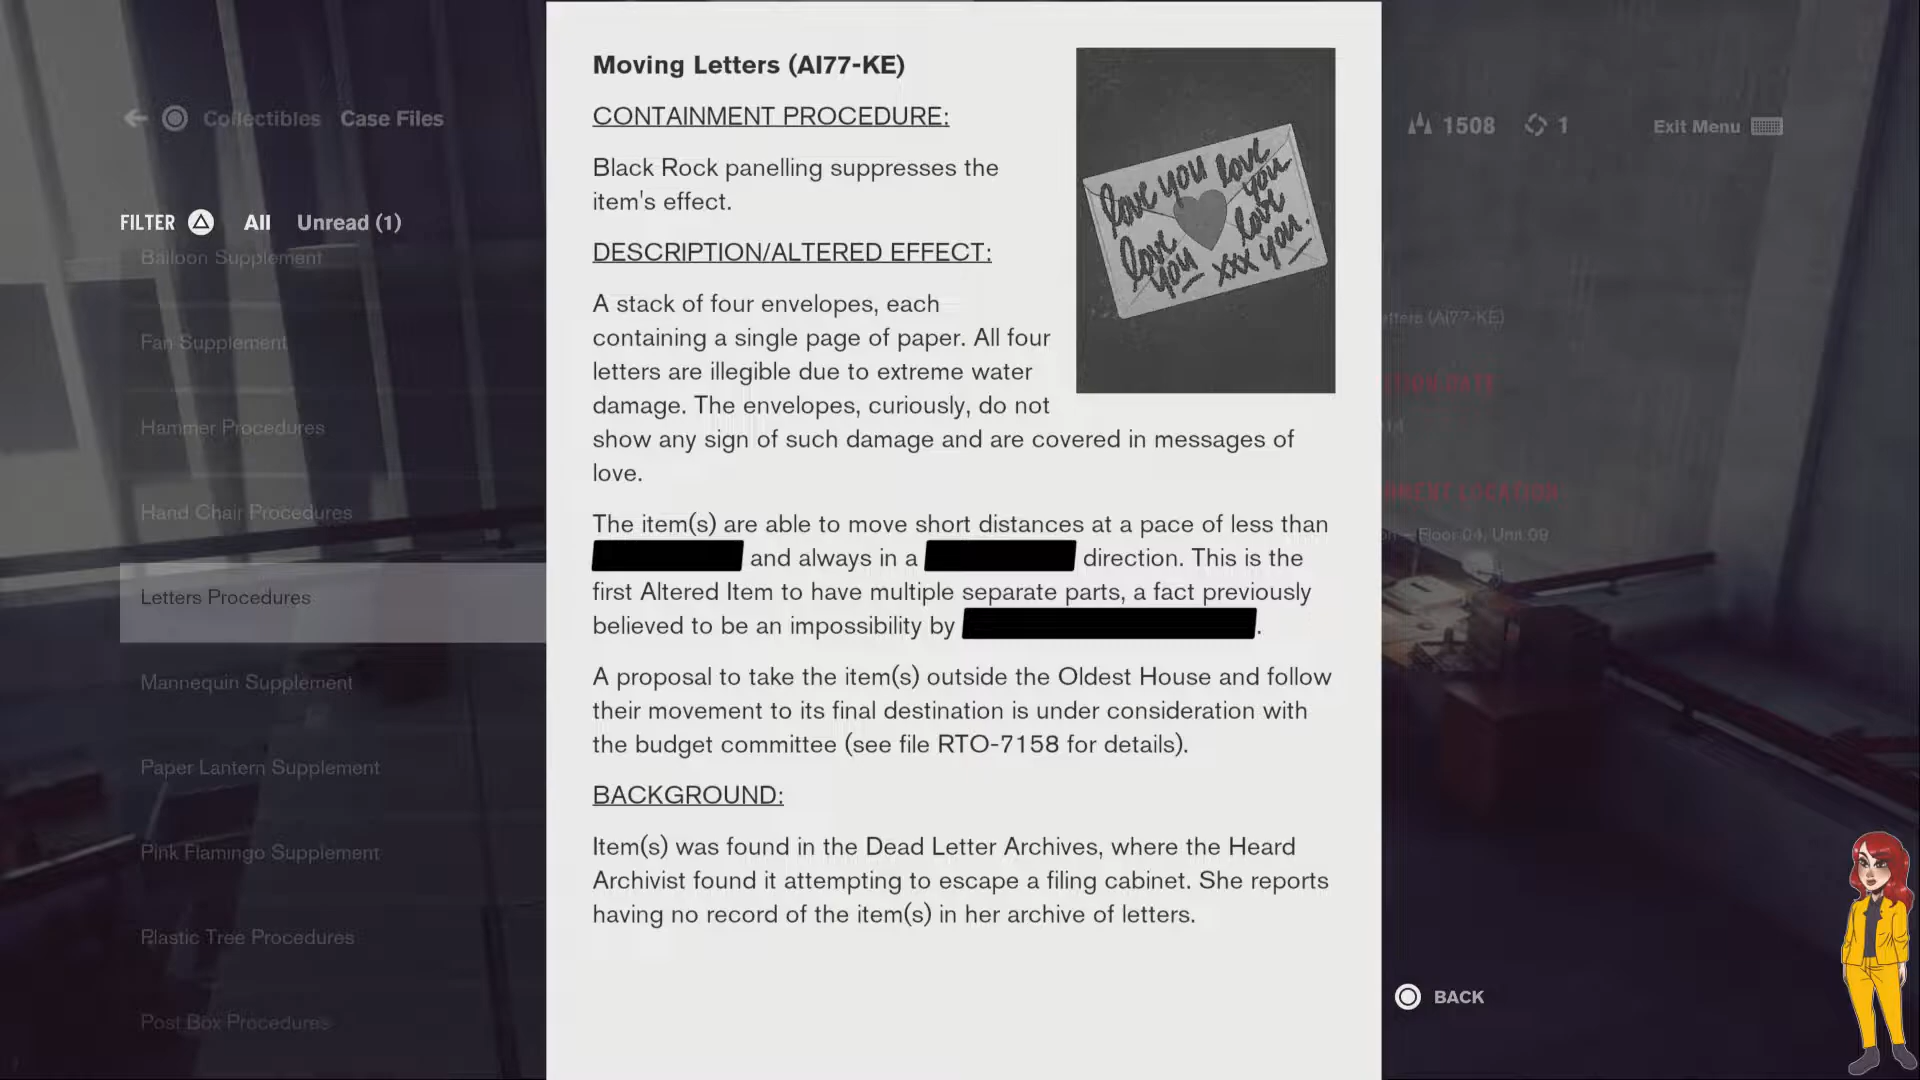 Collectibles Case Files
FILTER All Unread (1)
Balloon Supplement
Fan Supplement
Hammer Procedures
Hand Chair Procedures
Letters Procedures
Mannequin Supplement
Paper Lantern Supplement
Pink Flamingo Supplement
Plastic Tree Procedures
Post Box Procedures
Moving Letters (AI77-KE)
CONTAINMENT PROCEDURE:
Black Rock panelling suppresses the
item's effect.
DESCRIPTION/ALTERED EFFECT:
A stack of four envelopes, each
containing a single page of paper. All four
letters are illegible due to extreme water
damage. The envelopes, curiously, do not
show any sign of such damage and are covered in messages of
love.
The item(s) are able to move short distances at a pace of less than
and always in a direction. This is the
first Altered Item to have multiple separate parts, a fact previously
believed to be an impossibility by .
A proposal to take the item(s) outside the Oldest House and follow
their movement to its final destination is under consideration with
the budget committee (see file RTO-7158 for details).
BACKGROUND:
Item(s) was found in the Dead Letter Archives, where the Heard
Archivist found it attempting to escape a filing cabinet. She reports
having no record of the item(s) in her archive of letters.
love you
love you
love you
love you.
xxx
1508 1 Exit Menu
(AI77-KE)
LOCATION
Floor 04, Unit 09
BACK